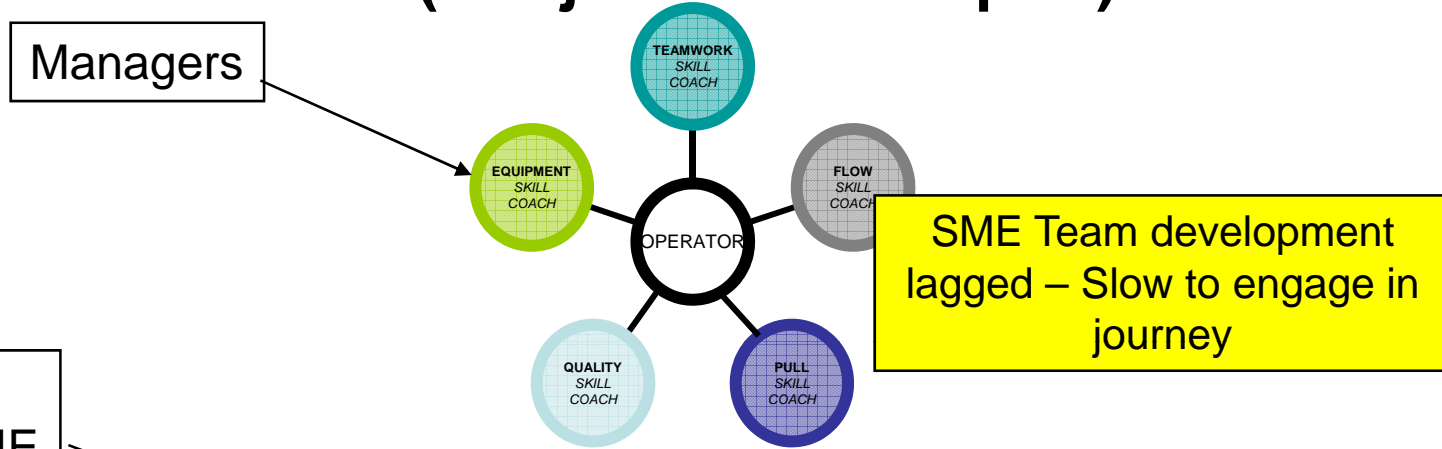 Managers
TEAMWORK
SKILL
COACH
EQUIPMENT
SKILL
COACH
FLOW
SKILL
COACH
OPERATOR
SME Team development
lagged – Slow to engage in
journey
QUALITY
SKILL
COACH
PULL
SKILL
COACH